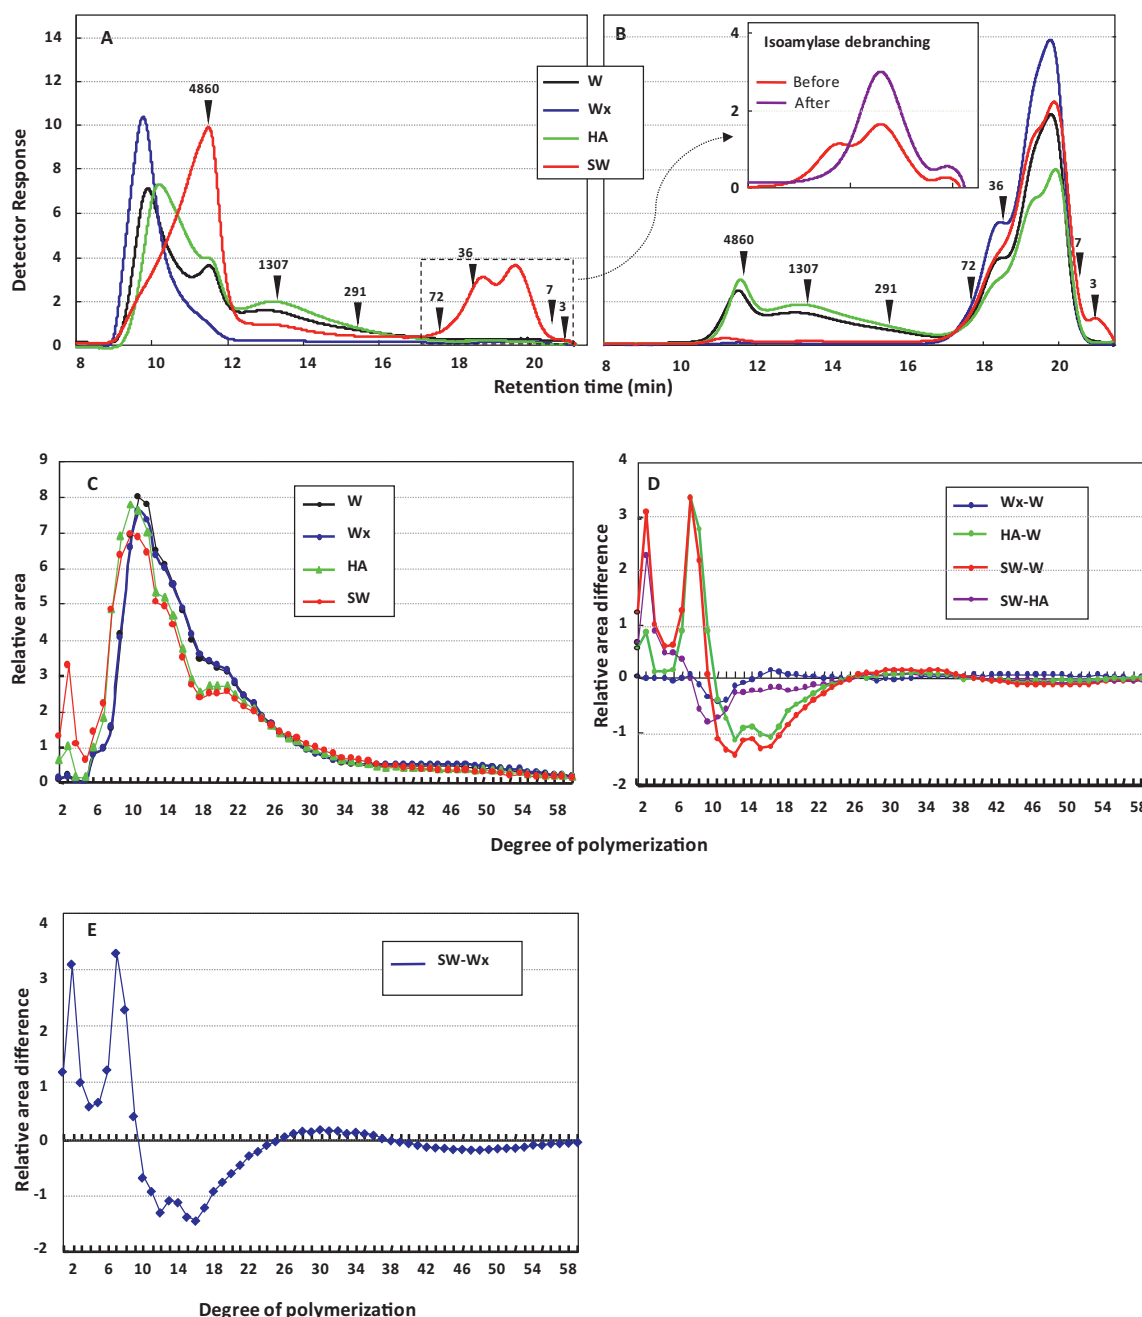 A
14
12
10
8
6
4
2
0
Detector Response
4860
1307
291
72
36
7
3
8
10
12
14
16
18
20
W
Wx
HA
SW
B
Isoamylase debranching
Before
After
4
2
0
4860
1307
291
72
36
7
3
8
10
12
14
16
18
20
Retention time (min)
C
9
8
7
6
5
4
3
2
1
0
Relative area
W
Wx
HA
SW
2 6 10 14 18 22 26 30 34 38 42 46 50 54 58
D
4
3
2
1
0
-1
-2
Relative area difference
Wx-W
HA-W
SW-W
SW-HA
2 6 10 14 18 22 26 30 34 38 42 46 50 54 58
Degree of polymerization
E
4
3
2
1
0
-1
-2
Relative area difference
SW-Wx
2 6 10 14 18 22 26 30 34 38 42 46 50 54 58
Degree of polymerization